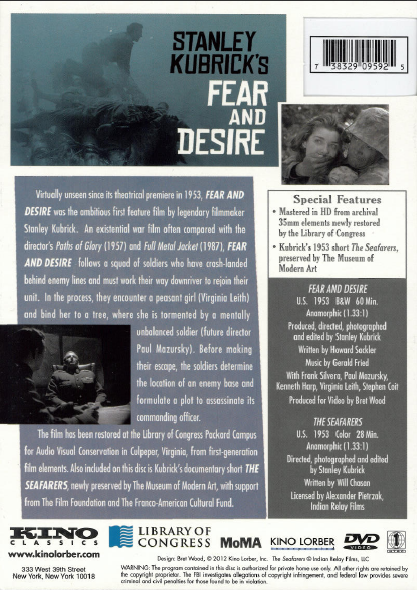 STANLEY
KUBRICK'S
FEAR
AND
DESIRE
7 38329 09592 5
Virtually unseen since its theatrical premiere in 1953, FEAR AND
DESIRE was the ambitious first feature film by legendary filmmaker
Stanley Kubrick. An existential war film often compared with the
director's Paths of Glory (1957) and Full Metal Jacket (1987), FEAR
AND DESIRE follows a squad of soldiers who have crash-landed
behind enemy lines and must work their way downriver to rejoin their
unit. In the process, they encounter a peasant girl (Virginia Leith)
and bind her to a tree, where she is tormented by a mentally
unbalanced soldier (future director
Paul Mazursky). Before making
their escape, the soldiers determine
the location of an enemy base and
formulate a plot to assassinate its
commanding officer.
The film has been restored at the Library of Congress Packard Campus
for Audio Visual Conservation in Culpeper, Virginia, from first-generation
film elements. Also included on this disc is Kubrick's documentary short THE
SEAFARERS, newly preserved by The Museum of Modern Art, with support
from The Film Foundation and The Franco-American Cultural Fund.
Special Features
• Mastered in HD from archival
35mm elements newly restored
by the Library of Congress
• Kubrick's 1953 short The Seafarers,
preserved by The Museum of
Modern Art
FEAR AND DESIRE
U.S. 1953 B&W 60 Min.
Anamorphic (1.33:1)
Produced, directed, photographed
and edited by Stanley Kubrick
Written by Howard Sackler
Music by Gerald Fried
With Frank Silvera, Paul Mazursky,
Kenneth Harp, Virginia Leith, Stephen Coit
Produced for Video by Bret Wood
THE SEAFARERS
U.S. 1953 Color 28 Min.
Anamorphic (1.33:1)
Directed, photographed and edited
by Stanley Kubrick
Written by Will Chasen
Licensed by Alexander Pietrzak,
Indian Relay Films
KINO
CLASSICS
www.kinolorber.com
333 West 39th Street
New York, New York 10018
LIBRARY OF
CONGRESS
MoMA
KINO LORBER
DVD
VIDEO
Design: Bret Wood, © 2012 Kino Lorber, Inc. The Seafarers © Indian Relay Films, LLC
WARNING: The program contained in this disc is authorized for private home use only. All other rights are retained by
the copyright proprietor. The FBI investigates allegations of copyright infringement, and federal law provides severe
criminal and civil penalties for those found to be in violation.